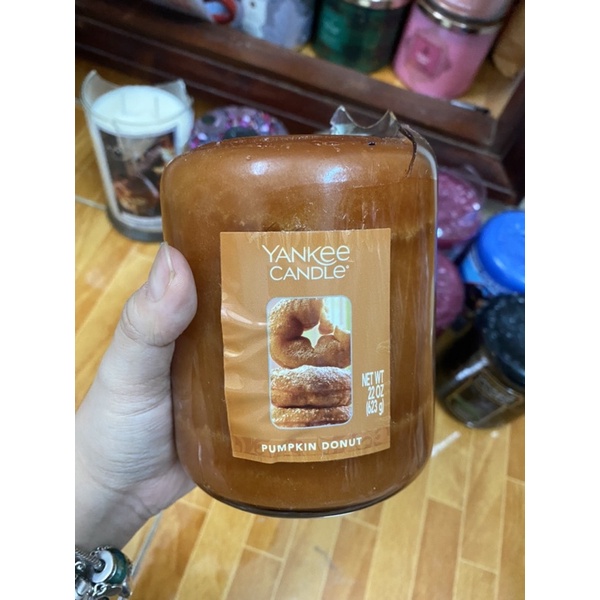 YANKEE
CANDLE®
NET WT
22 OZ
(623 g)
PUMPKIN DONUT